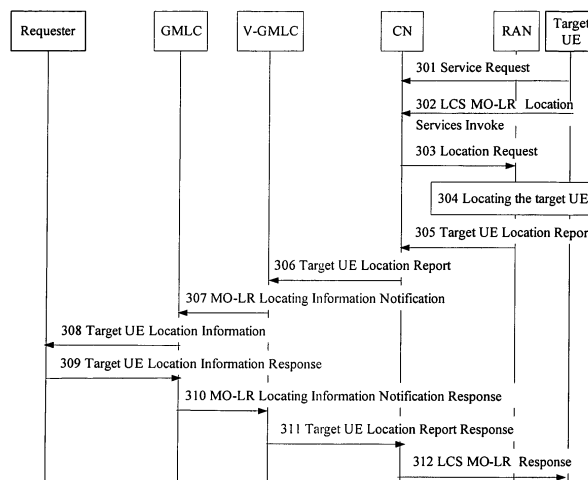 Requester
GMLC
V-GMLC
CN
RAN
Target
UE
301 Service Request
302 LCS MO-LR Location
Services Invoke
303 Location Request
304 Locating the target UE
305 Target UE Location Repor
306 Target UE Location Report
307 MO-LR Locating Information Notification
308 Target UE Location Information
309 Target UE Location Information Response
310 MO-LR Locating Information Notification Response
311 Target UE Location Report Response
312 LCS MO-LR Response